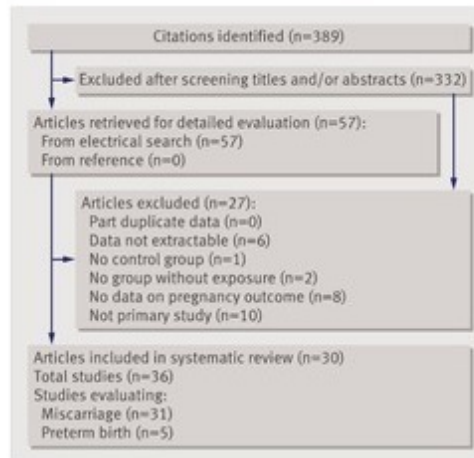 Citations identified (n=389)
Excluded after screening titles and/or abstracts (n=332)
Articles retrieved for detailed evaluation (n=57):
From electrical search (n=57)
From reference (n=0)
Articles excluded (n=27):
Part duplicate data (n=0)
Data not extractable (n=6)
No control group (n=1)
No group without exposure (n=2)
No data on pregnancy outcome (n=8)
Not primary study (n=10)
Articles included in systematic review (n=30)
Total studies (n=36)
Studies evaluating:
Miscarriage (n=31)
Preterm birth (n=5)